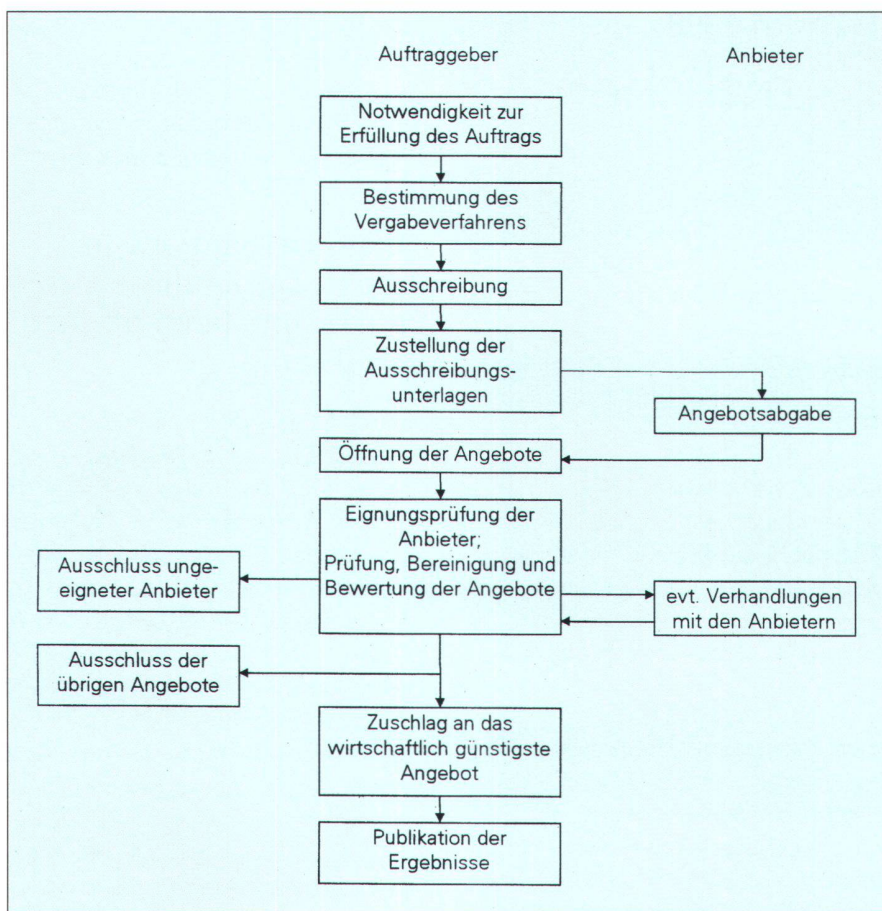 Auftraggeber
Anbieter
Notwendigkeit zur
Erfüllung des Auftrags
Bestimmung des
Vergabeverfahrens
Ausschreibung
Zustellung der
Ausschreibungs-
unterlagen
Angebotsabgabe
Öffnung der Angebote
Eignungsprüfung der
Anbieter;
Prüfung, Bereinigung und
Bewertung der Angebote
Ausschluss unge-
eigneter Anbieter
evt. Verhandlungen
mit den Anbietern
Ausschluss der
übrigen Angebote
Zuschlag an das
wirtschaftlich günstigste
Angebot
Publikation der
Ergebnisse